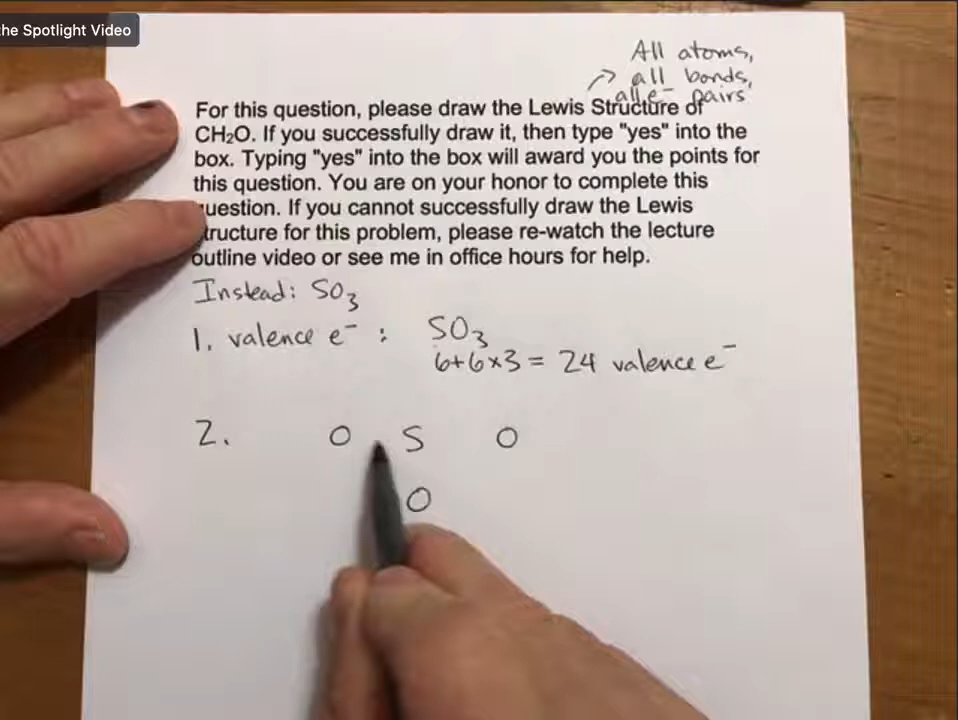 the Spotlight Video
All atoms,
→ all bonds,
all e⁻ pairs
For this question, please draw the Lewis Structure of
CH₂O. If you successfully draw it, then type "yes" into the
box. Typing "yes" into the box will award you the points for
this question. You are on your honor to complete this
question. If you cannot successfully draw the Lewis
structure for this problem, please re-watch the lecture
outline video or see me in office hours for help.
Instead: SO₃
1. valence e⁻ : SO₃
6+6×3 = 24 valence e⁻
2. O S O
O